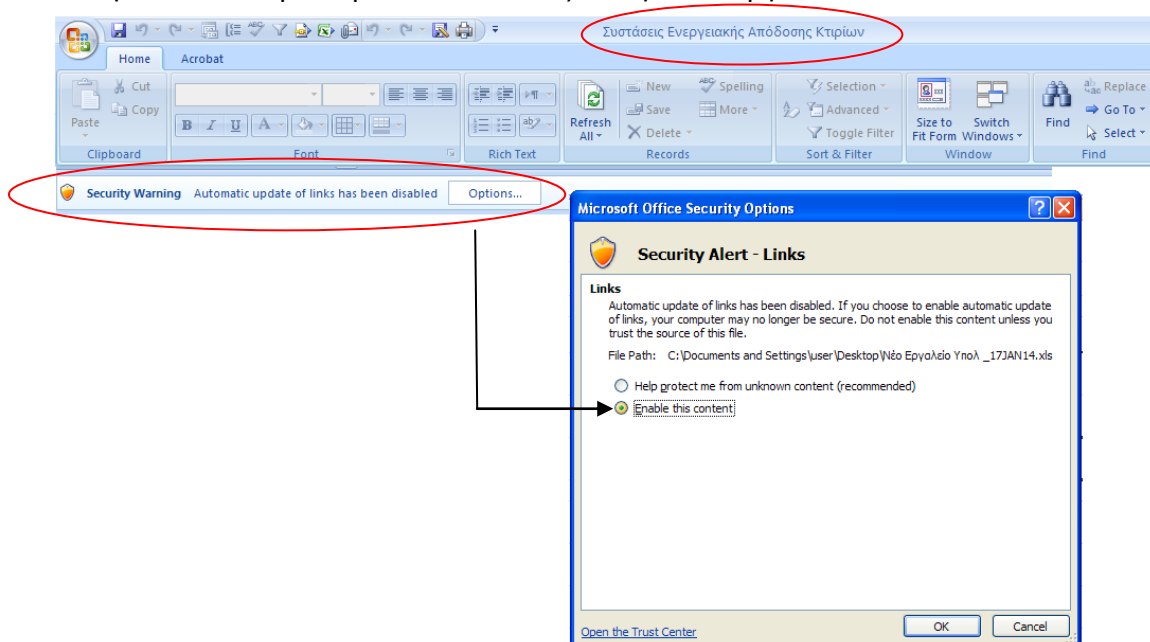 Συστάσεις Ενεργειακής Απόδοσης Κτιρίων
Home Acrobat
Paste
Cut
Copy
Clipboard
B I U A
Font
Rich Text
Refresh
All
New
Save
Delete
Spelling
More
Records
Selection
Advanced
Toggle Filter
Sort & Filter
Size to
Fit Form
Switch
Windows
Window
Find
Replace
Go To
Select
Find
Security Warning Automatic update of links has been disabled Options...
Microsoft Office Security Options
Security Alert - Links
Links
Automatic update of links has been disabled. If you choose to enable automatic update
of links, your computer may no longer be secure. Do not enable this content unless you
trust the source of this file.
File Path: C:\Documents and Settings\user\Desktop\Νέο Εργαλείο Υπολ _17JAN14.xls
Help protect me from unknown content (recommended)
Enable this content
Open the Trust Center
OK Cancel